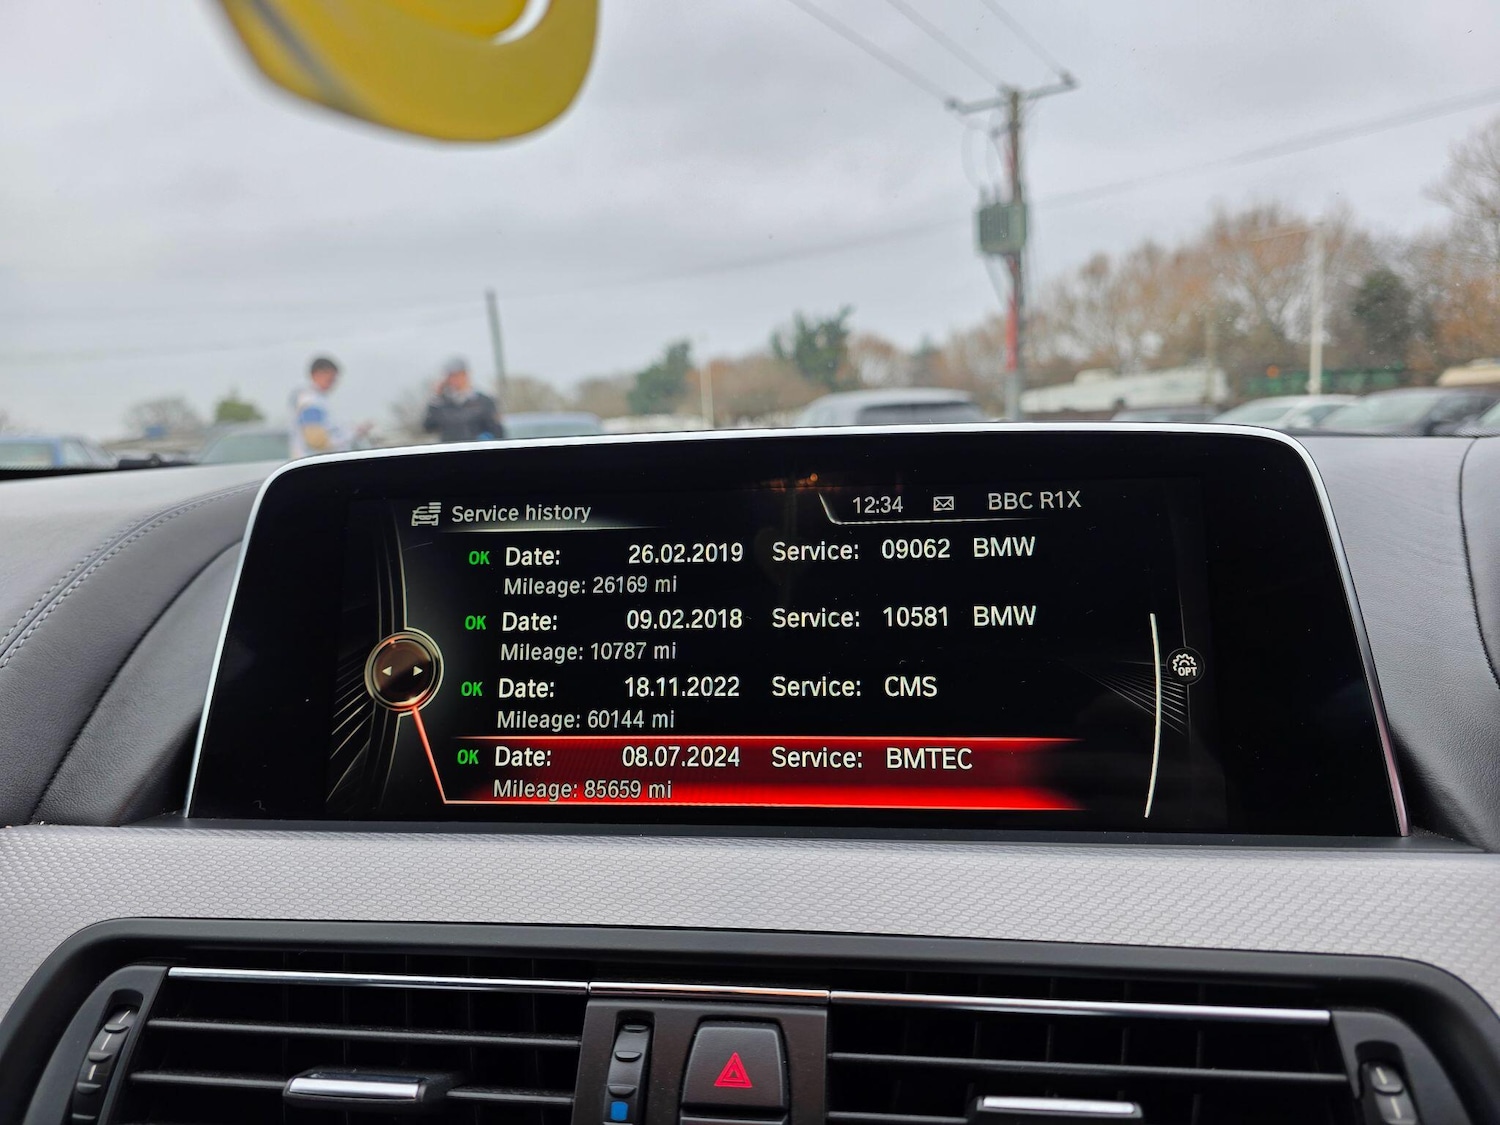 Service history 12:34 BBC R1X
OK Date: 26.02.2019 Service: 09062 BMW
Mileage: 26169 mi
OK Date: 09.02.2018 Service: 10581 BMW
Mileage: 10787 mi
OK Date: 18.11.2022 Service: CMS
Mileage: 60144 mi
OK Date: 08.07.2024 Service: BMTEC
Mileage: 85659 mi
OPT